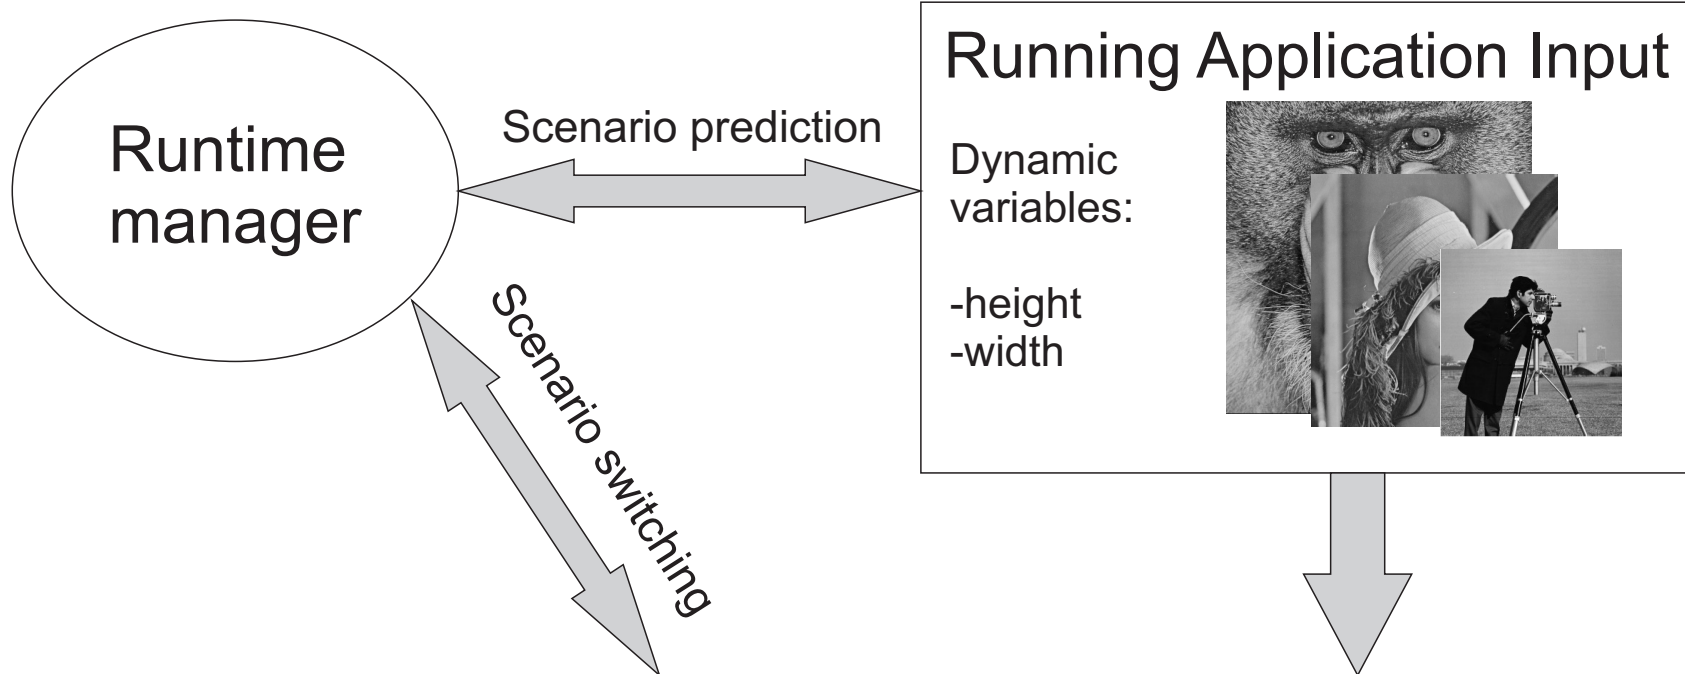 Runtime
manager
Scenario prediction
Running Application Input
Dynamic
variables:
-height
-width
Scenario switching